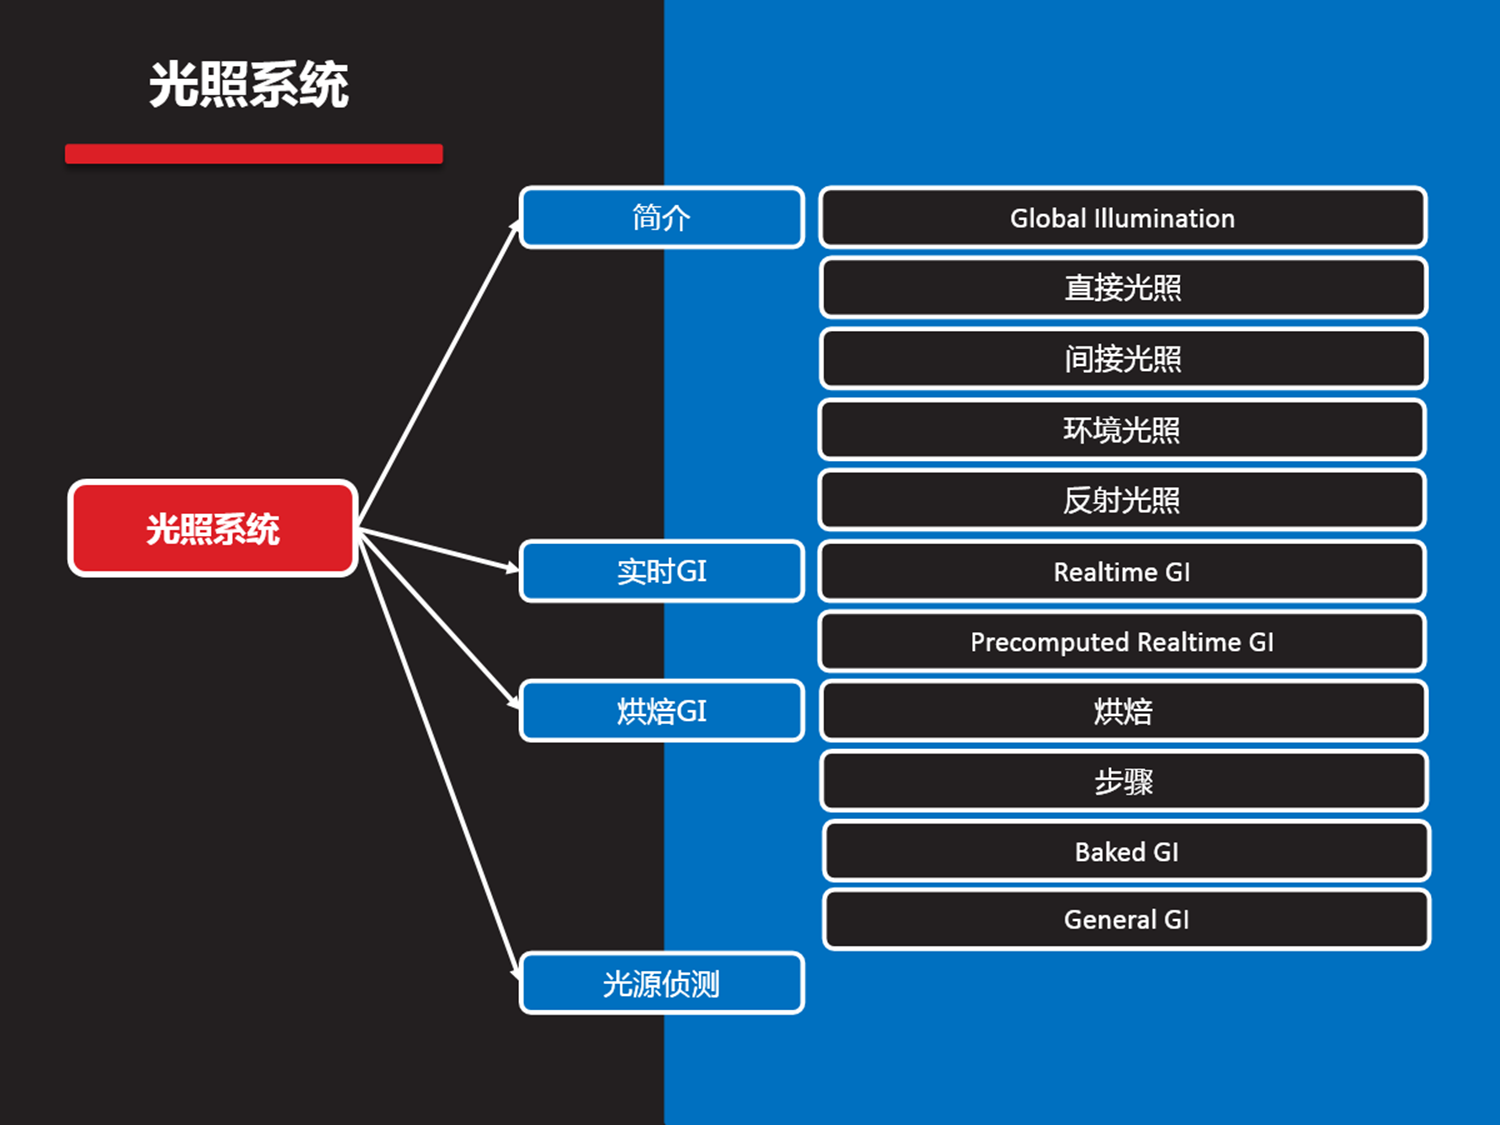 光照系统
光照系统
简介
Global Illumination
直接光照
间接光照
环境光照
反射光照
实时GI
Realtime GI
Precomputed Realtime GI
烘焙GI
烘焙
步骤
Baked GI
General GI
光源侦测